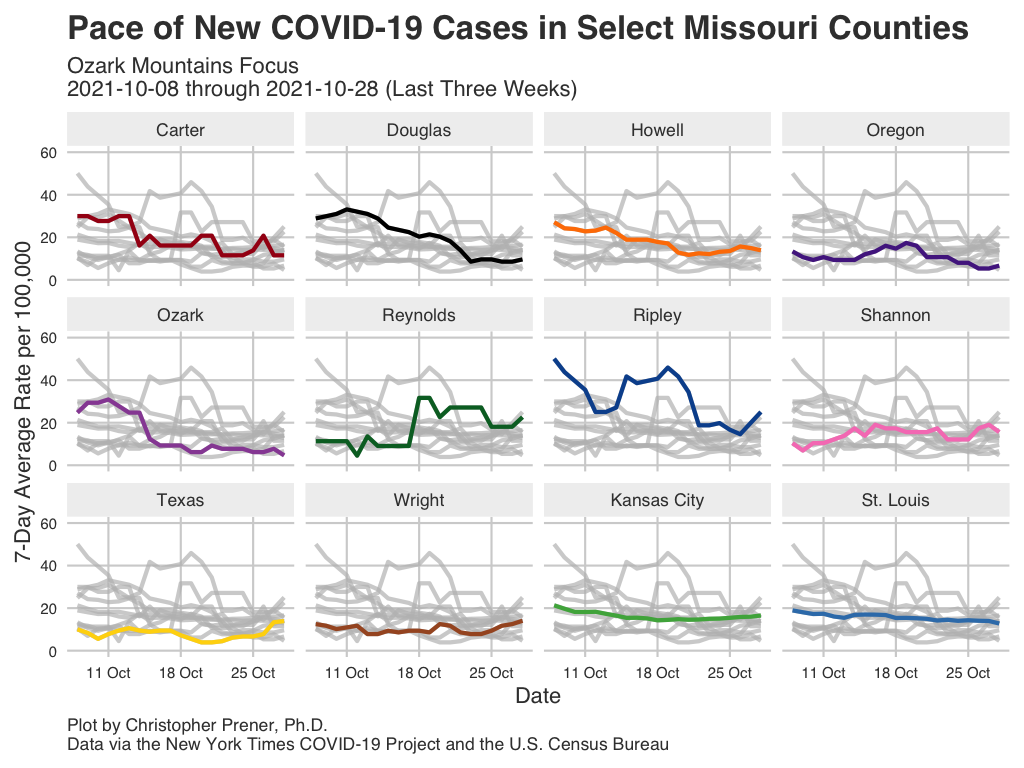 Pace of New COVID-19 Cases in Select Missouri Counties
Ozark Mountains Focus
2021-10-08 through 2021-10-28 (Last Three Weeks)
Carter
Douglas
Howell
Oregon
60
40
20
0
Ozark
Reynolds
Ripley
Shannon
60
40
20
0
Texas
Wright
Kansas City
St. Louis
60
40
20
0
7-Day Average Rate per 100,000
11 Oct
18 Oct
25 Oct
11 Oct
18 Oct
25 Oct
11 Oct
18 Oct
25 Oct
11 Oct
18 Oct
25 Oct
Date
Plot by Christopher Prener, Ph.D.
Data via the New York Times COVID-19 Project and the U.S. Census Bureau